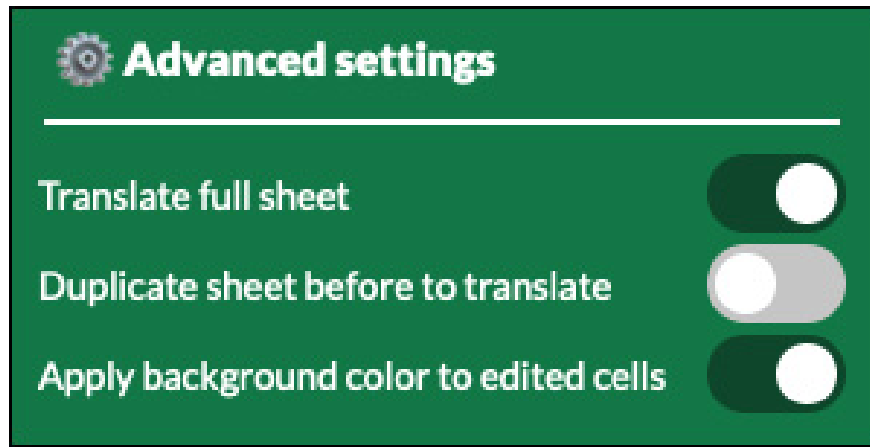 Advanced settings
Translate full sheet
Duplicate sheet before to translate
Apply background color to edited cells